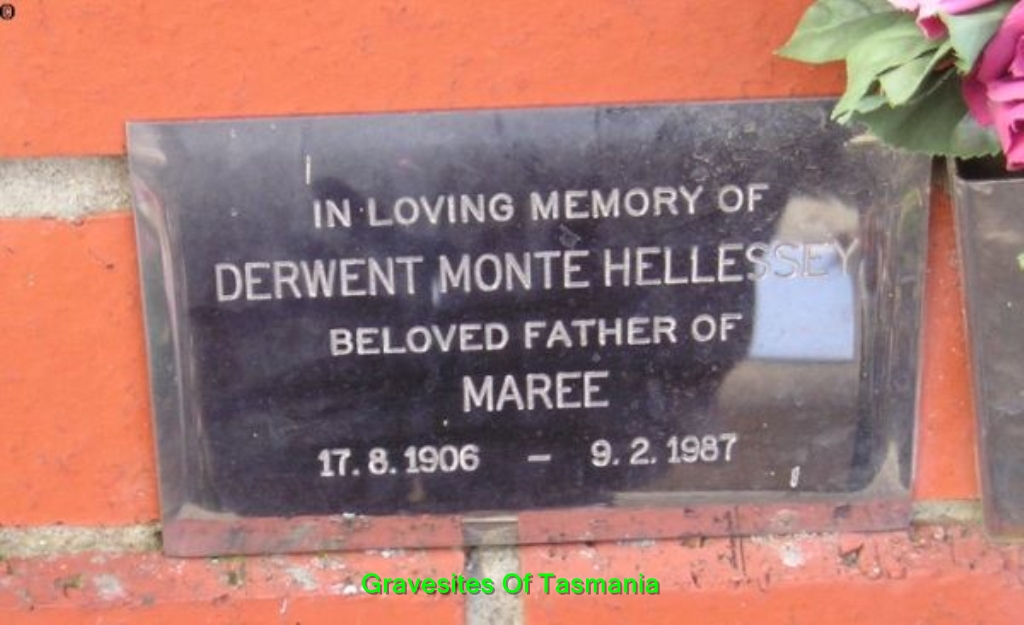 IN LOVING MEMORY OF
DERWENT MONTE HELLESSEY
BELOVED FATHER OF
MAREE
17. 8. 1906 – 9. 2. 1987
Gravesites Of Tasmania